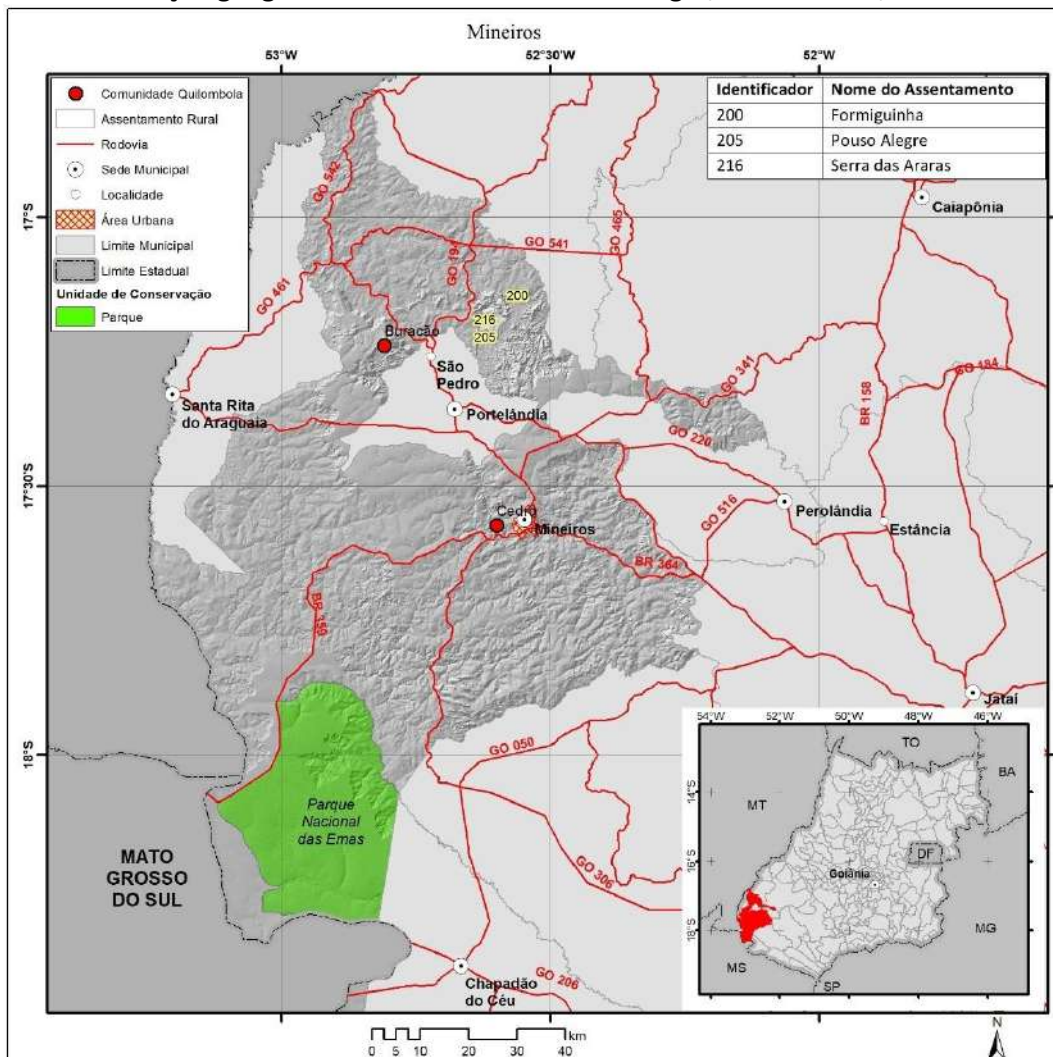 Mineiros
53°W
52°30'W
52°W
Comunidade Quilombola
Assentamento Rural
Rodovia
Sede Municipal
Localidade
Área Urbana
Limite Municipal
Limite Estadual
Unidade de Conservação
Parque
Identificador Nome do Assentamento
200 Formiguinha
205 Pouso Alegre
216 Serra das Araras
17°S
17°30'S
18°S
GO 542
GO 194
GO 541
GO 465
Caiapônia
GO 461
200
216
205
Buracão
São
Pedro
Santa Rita
do Araguaia
Portelândia
GO 341
BR 158
GO 184
GO 220
Cedro
Mineiros
GO 516
Perolândia
Estância
BR 364
BR 359
Jataí
GO 050
Parque
Nacional
das Emas
GO 306
MATO
GROSSO
DO SUL
Chapadão
do Céu
GO 206
54°W
52°W
50°W
48°W
46°W
14°S
16°S
18°S
TO
BA
MT
DF
Goiânia
MG
MS
SP
km
0 5 10 20 30 40
N